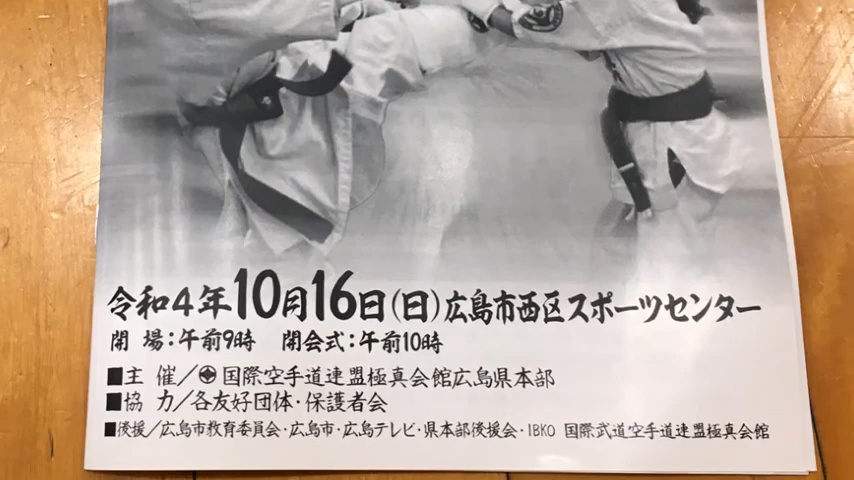 令和4年10月16日(日)広島市西区スポーツセンター
開 場:午前9時 開会式:午前10時
■主 催/国際空手道連盟極真会館広島県本部
■協 力/各友好団体・保護者会
■後援/広島市教育委員会・広島市・広島テレビ・県本部後援会・IBKO 国際武道空手道連盟極真会館